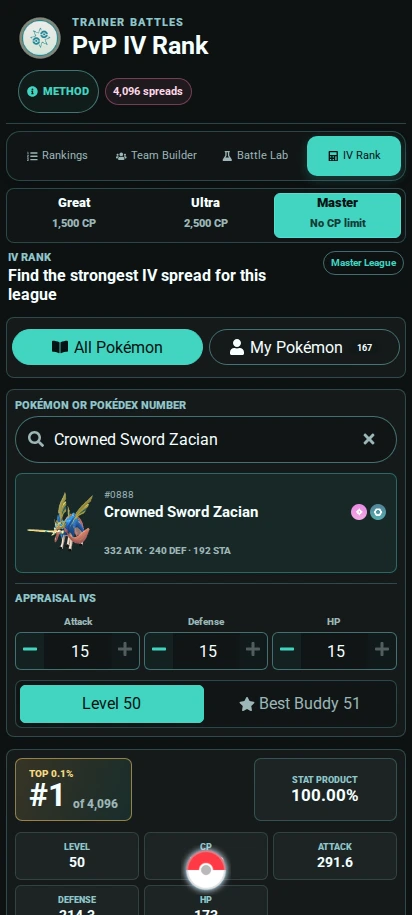 TRAINER BATTLES
PvP IV Rank
METHOD
4,096 spreads
Rankings
Team Builder
Battle Lab
IV Rank
Great
1,500 CP
Ultra
2,500 CP
Master
No CP limit
IV RANK
Find the strongest IV spread for this
league
Master League
All Pokémon
My Pokémon 167
POKÉMON OR POKÉDEX NUMBER
Crowned Sword Zacian
#0888
Crowned Sword Zacian
332 ATK · 240 DEF · 192 STA
APPRAISAL IVS
Attack
Defense
HP
15
15
15
Level 50
Best Buddy 51
TOP 0.1%
#1 of 4,096
STAT PRODUCT
100.00%
LEVEL
50
CP
ATTACK
291.6
DEFENSE
214.3
HP
173